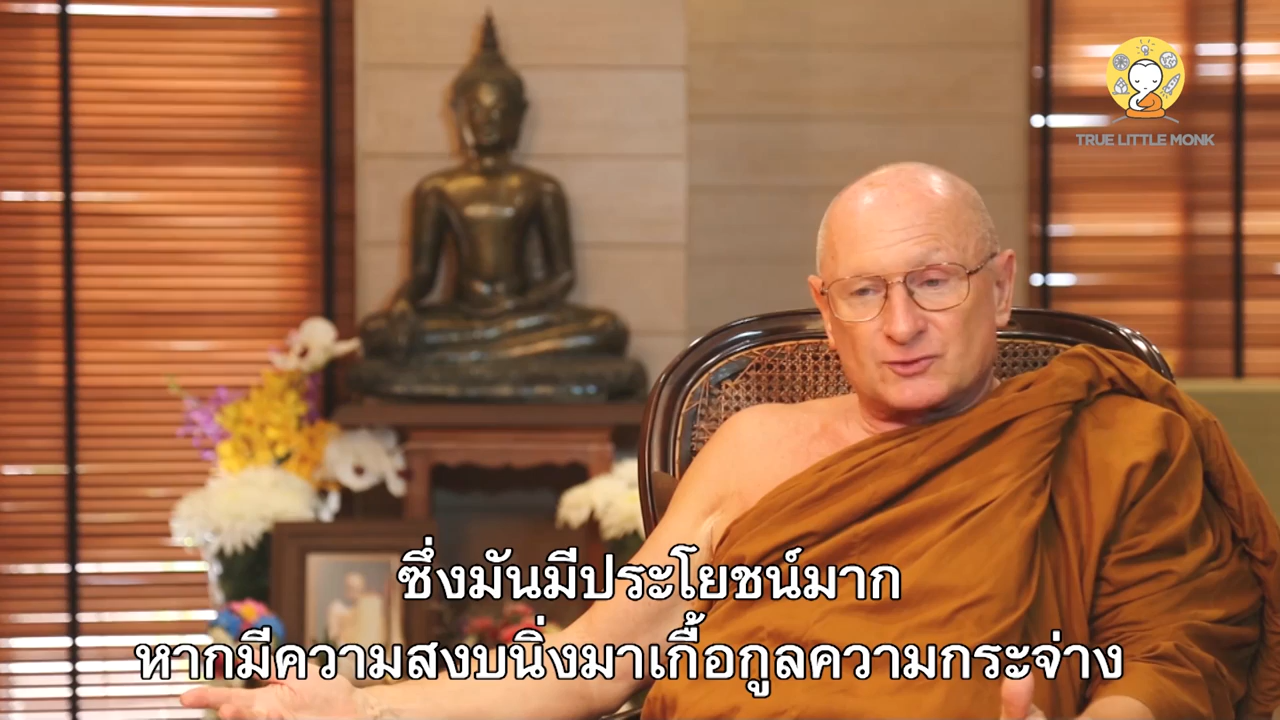 TRUE LITTLE MONK
ซึ่งมันมีประโยชน์มาก
หากมีความสงบนิ่งมาเกื้อกูลความกระจ่าง